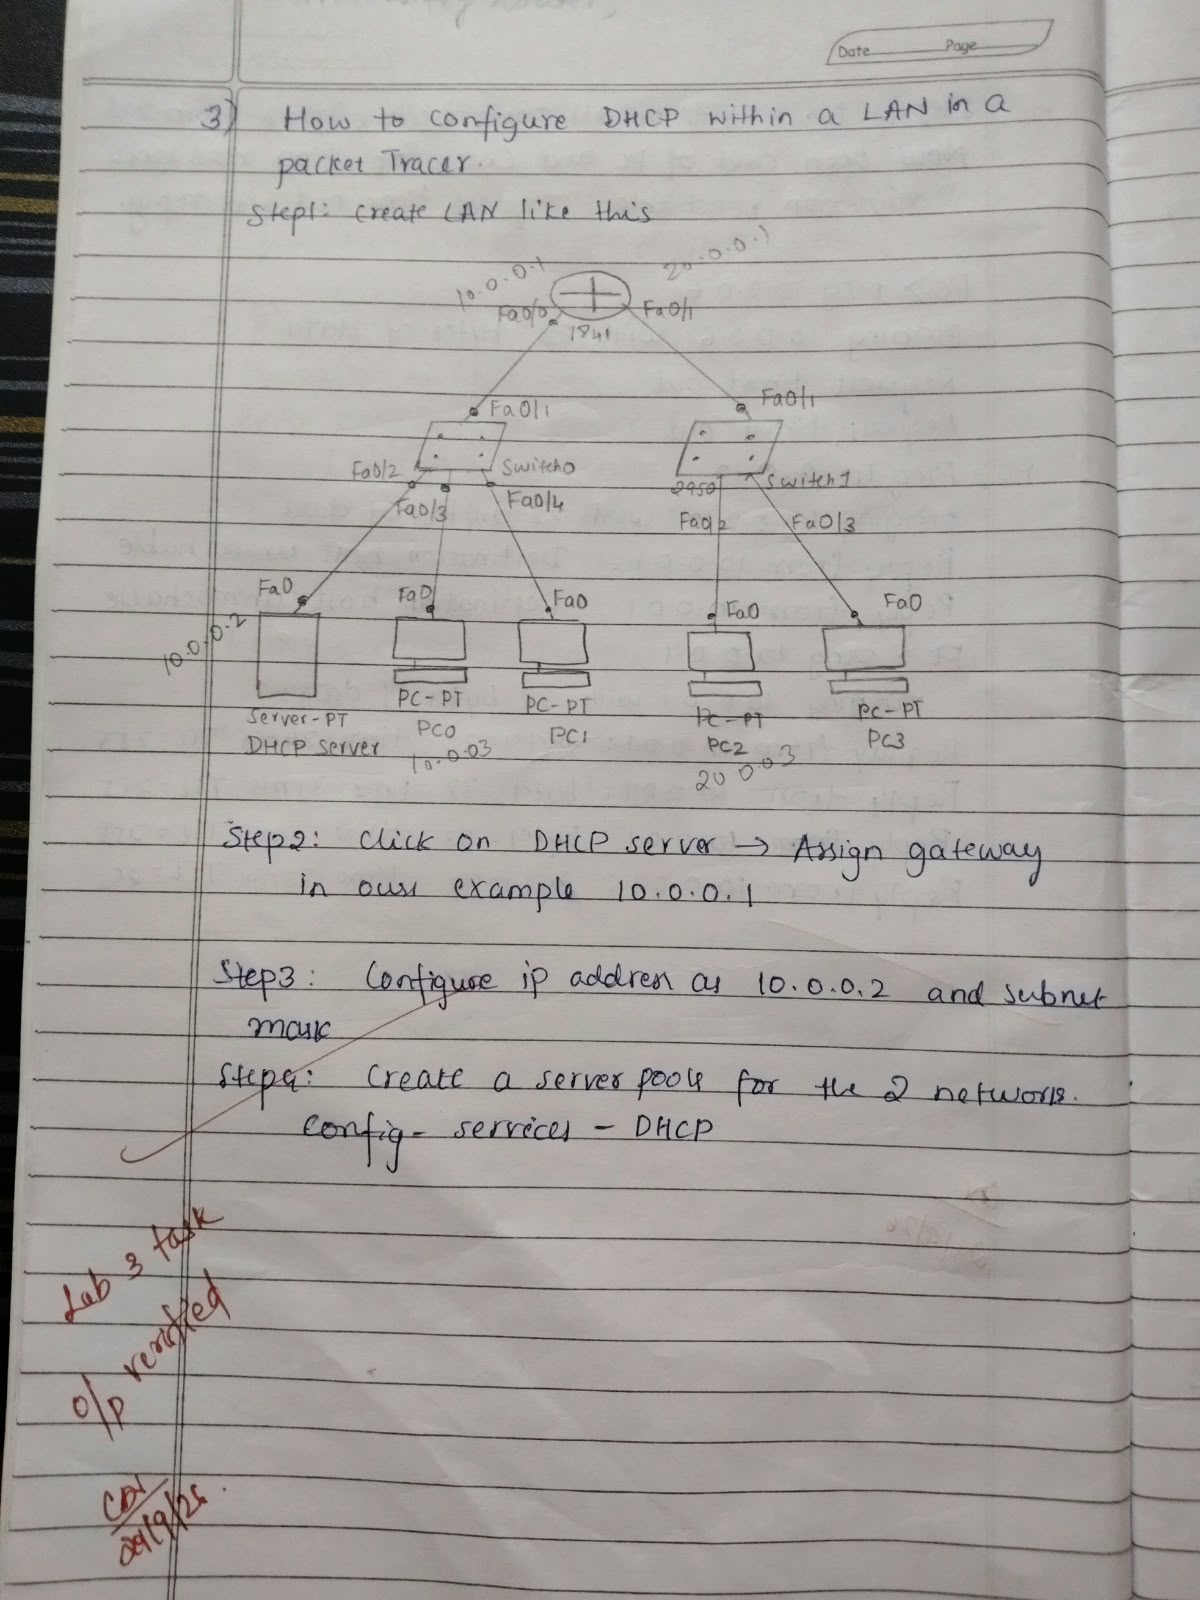 Date Page
3) How to configure DHCP within a LAN in a
packet Tracer.
Step1: create LAN like this
10.0.0.1 20.0.0.1
Fa0/0 Fa0/1
1841
Fa0/1 Fa0/1
Fa0/2 Switch0 2950 Switch1
Fa0/3 Fa0/4 Fa0/2 Fa0/3
Fa0 Fa0 Fa0 Fa0 Fa0
10.0.0.2
Server-PT PC-PT PC-PT PC-PT PC-PT
DHCP server PC0 PC1 PC2 PC3
10.0.03 20.0.03
Step2: Click on DHCP server → Assign gateway
in our example 10.0.0.1
Step3: Configure ip address as 10.0.0.2 and subnet
mask
Step4: Create a server pools for the 2 networks.
Config - services - DHCP
Lab 3 task
o/p verified